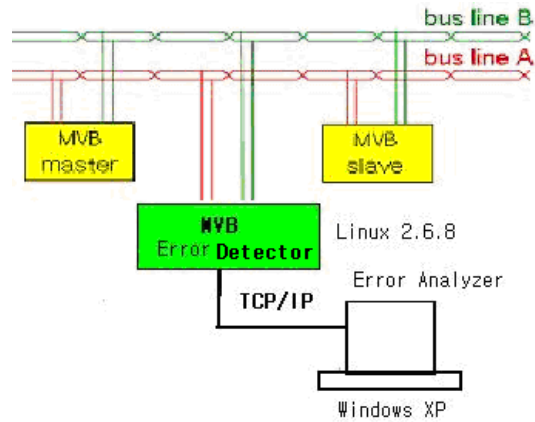 bus line B
bus line A
MVB
master
MVB
slave
MVB
Error Detector
Linux 2.6.8
Error Analyzer
TCP/IP
Windows XP